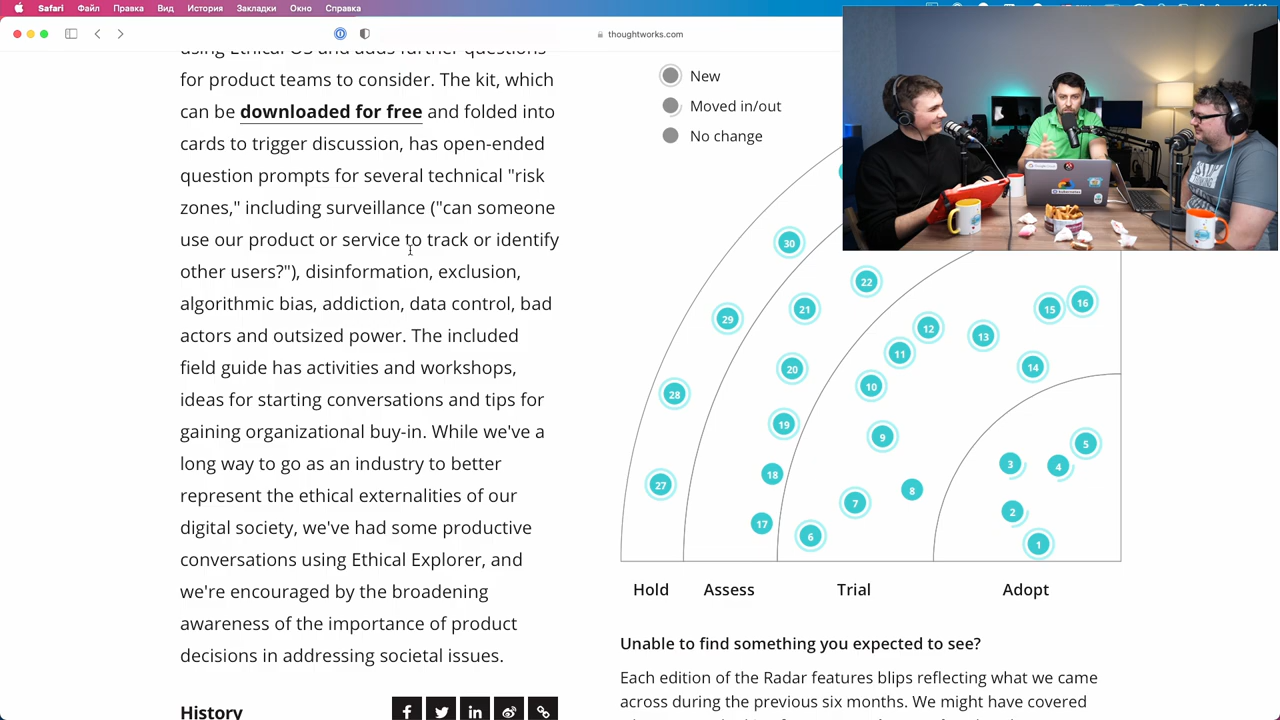 Safari Файл Правка Вид История Закладки Окно Справка
thoughtworks.com
using Ethical OS and adds further questions
for product teams to consider. The kit, which
can be downloaded for free and folded into
cards to trigger discussion, has open-ended
question prompts for several technical "risk
zones," including surveillance ("can someone
use our product or service to track or identify
other users?"), disinformation, exclusion,
algorithmic bias, addiction, data control, bad
actors and outsized power. The included
field guide has activities and workshops,
ideas for starting conversations and tips for
gaining organizational buy-in. While we've a
long way to go as an industry to better
represent the ethical externalities of our
digital society, we've had some productive
conversations using Ethical Explorer, and
we're encouraged by the broadening
awareness of the importance of product
decisions in addressing societal issues.
History
New
Moved in/out
No change
30
22
29
21
15
16
12
13
11
20
14
10
28
19
9
5
3
4
18
27
8
7
2
17
6
1
Hold Assess Trial Adopt
Unable to find something you expected to see?
Each edition of the Radar features blips reflecting what we came
across during the previous six months. We might have covered